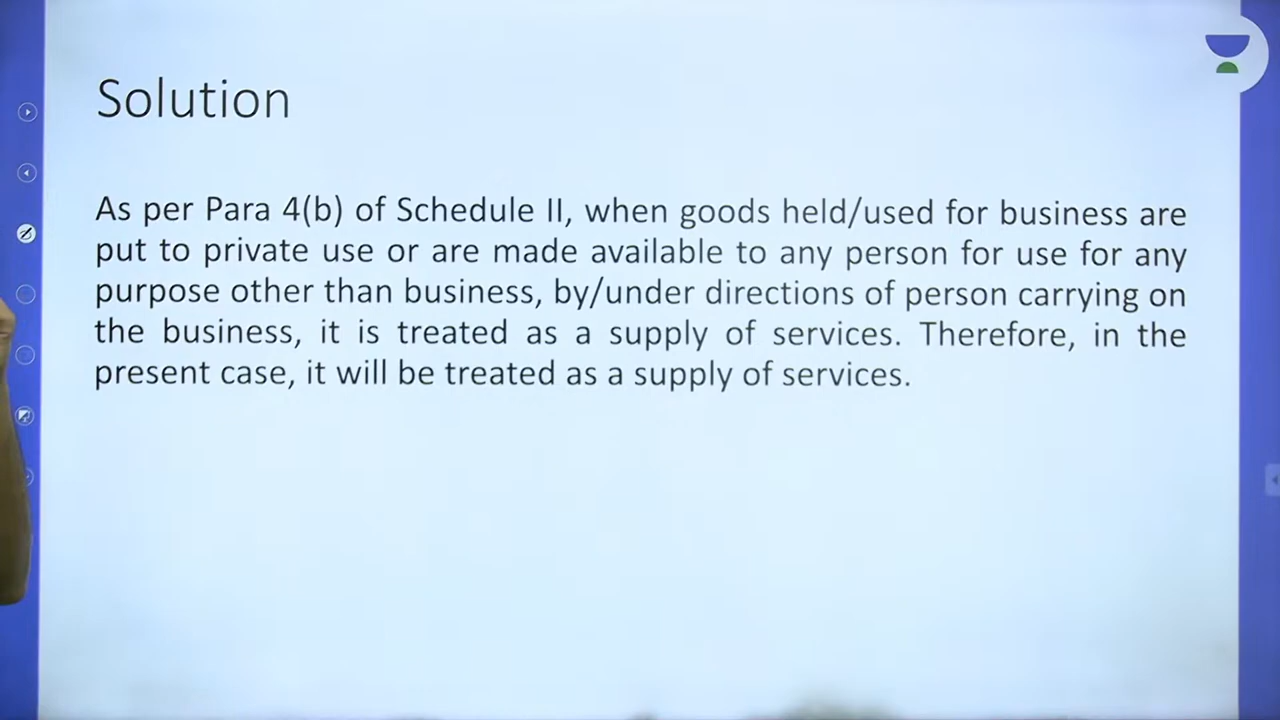 Solution
As per Para 4(b) of Schedule II, when goods held/used for business are
put to private use or are made available to any person for use for any
purpose other than business, by/under directions of person carrying on
the business, it is treated as a supply of services. Therefore, in the
present case, it will be treated as a supply of services.